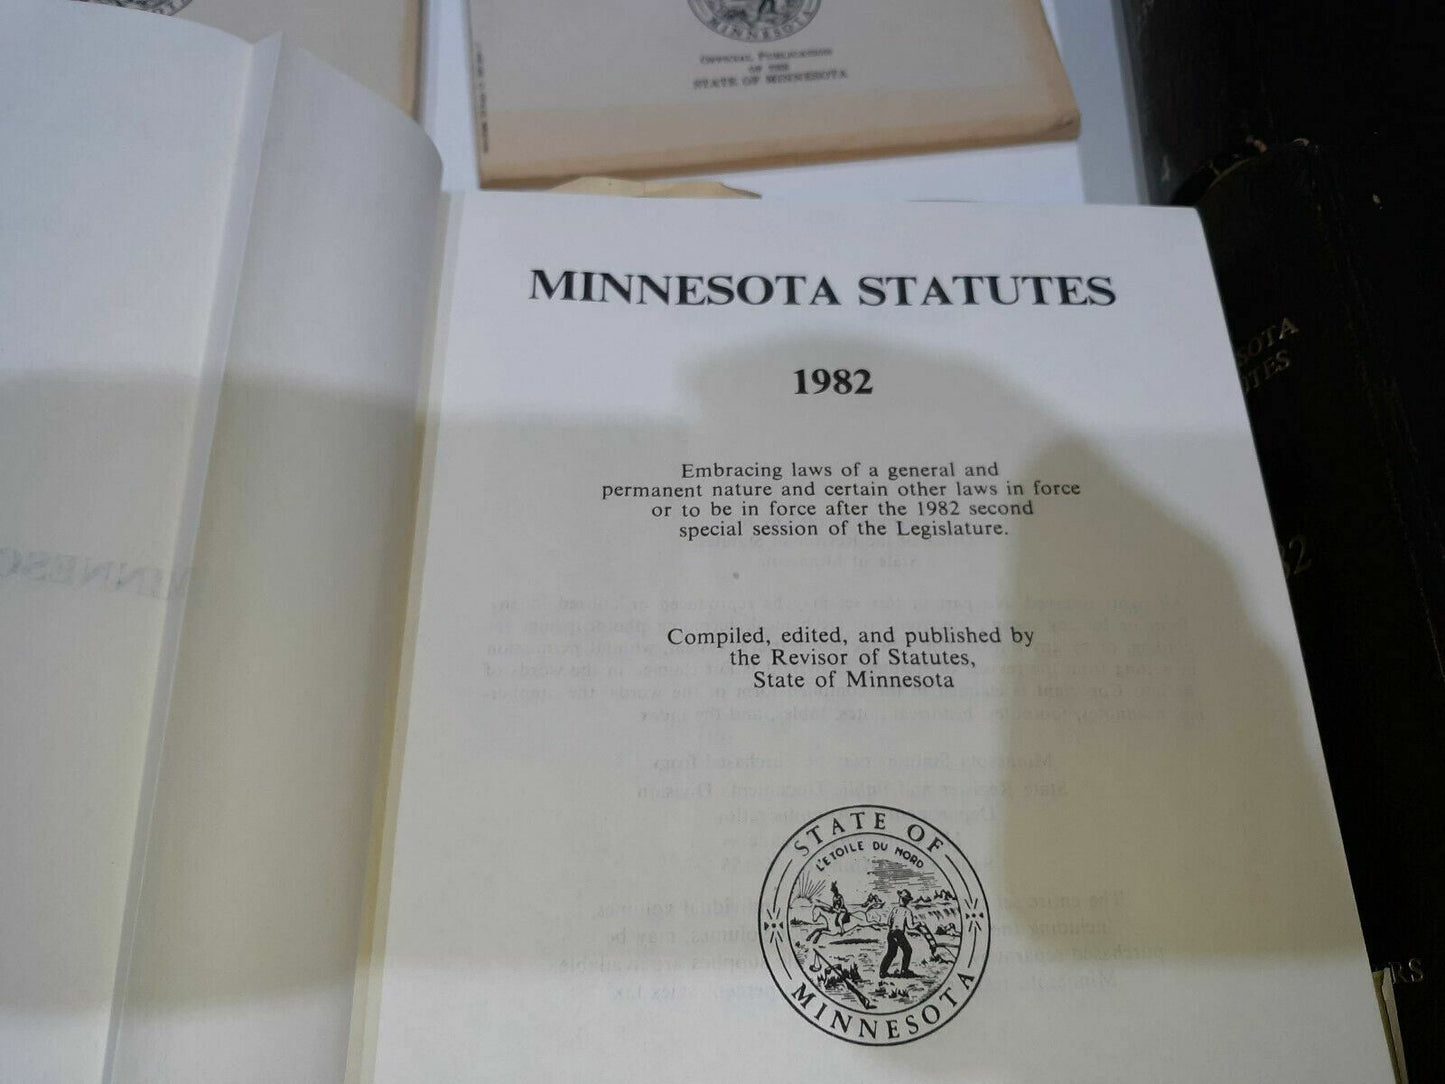 MINNESOTA
OFFICIAL PUBLICATION
OF THE
STATE OF MINNESOTA
MINNESOTA STATUTES
1982
Embracing laws of a general and
permanent nature and certain other laws in force
or to be in force after the 1982 second
special session of the Legislature.
Compiled, edited, and published by
the Revisor of Statutes,
State of Minnesota
STATE OF
L'ETOILE DU NORD
MINNESOTA